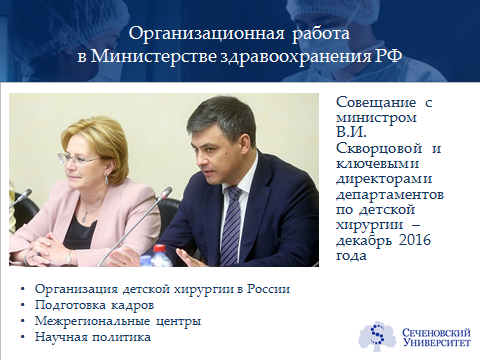 Организационная работа
в Министерстве здравоохранения РФ
Совещание с
министром
В.И.
Скворцовой и
ключевыми
директорами
департаментов
по детской
хирургии –
декабрь 2016
года
• Организация детской хирургии в России
• Подготовка кадров
• Межрегиональные центры
• Научная политика
Сеченовский
Университет